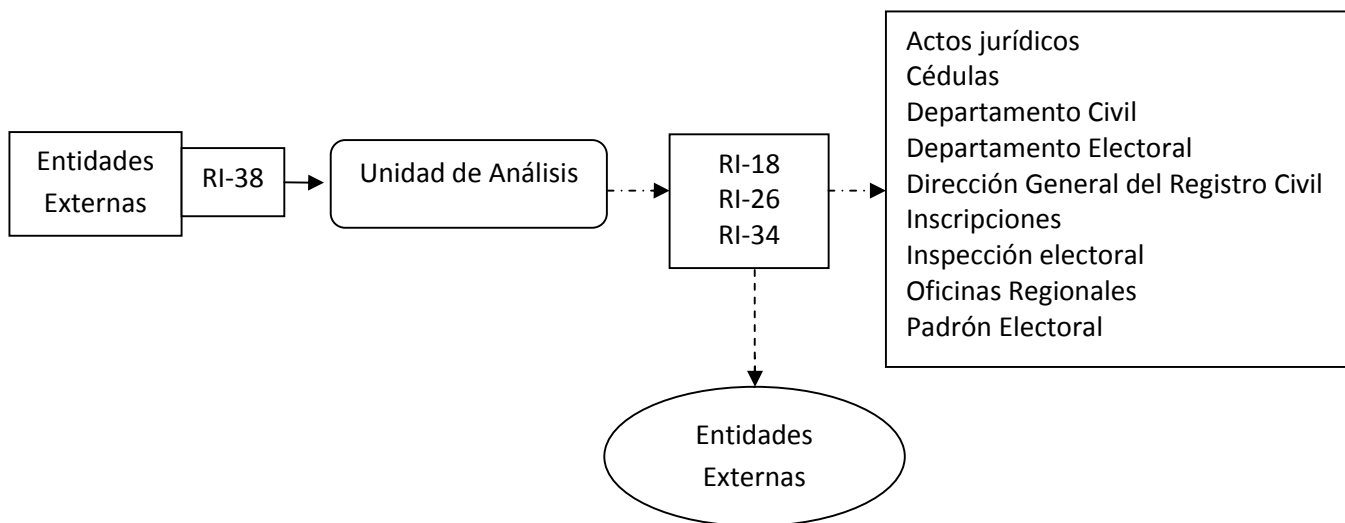 Entidades
Externas
RI-38
Unidad de Análisis
RI-18
RI-26
RI-34
Actos jurídicos
Cédulas
Departamento Civil
Departamento Electoral
Dirección General del Registro Civil
Inscripciones
Inspección electoral
Oficinas Regionales
Padrón Electoral
Entidades
Externas